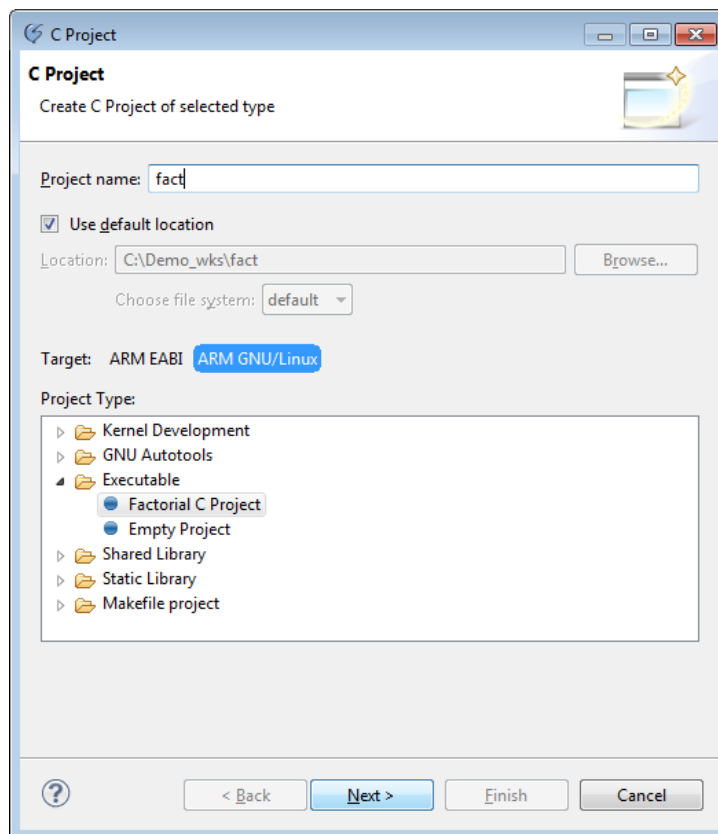 C Project
C Project
Create C Project of selected type
Project name: fact
Use default location
Location: C:\Demo_wks\fact Browse...
Choose file system: default
Target: ARM EABI ARM GNU/Linux
Project Type:
Kernel Development
GNU Autotools
Executable
Factorial C Project
Empty Project
Shared Library
Static Library
Makefile project
? < Back Next > Finish Cancel